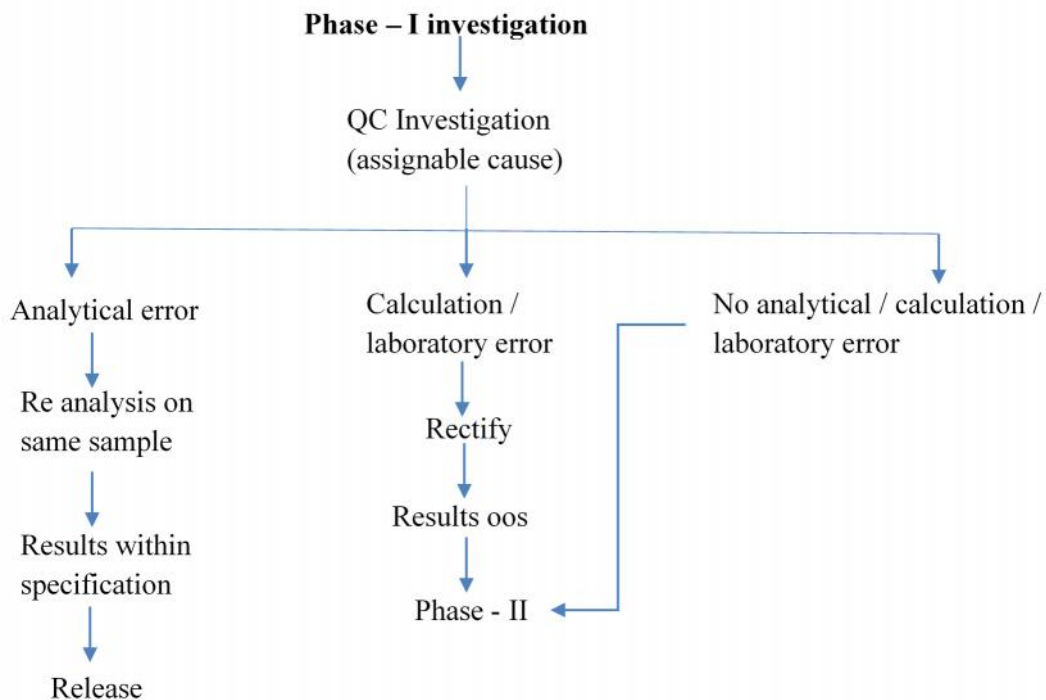 Phase – I investigation
QC Investigation
(assignable cause)
Analytical error
Re analysis on
same sample
Results within
specification
Release
Calculation /
laboratory error
Rectify
Results oos
Phase - II
No analytical / calculation /
laboratory error